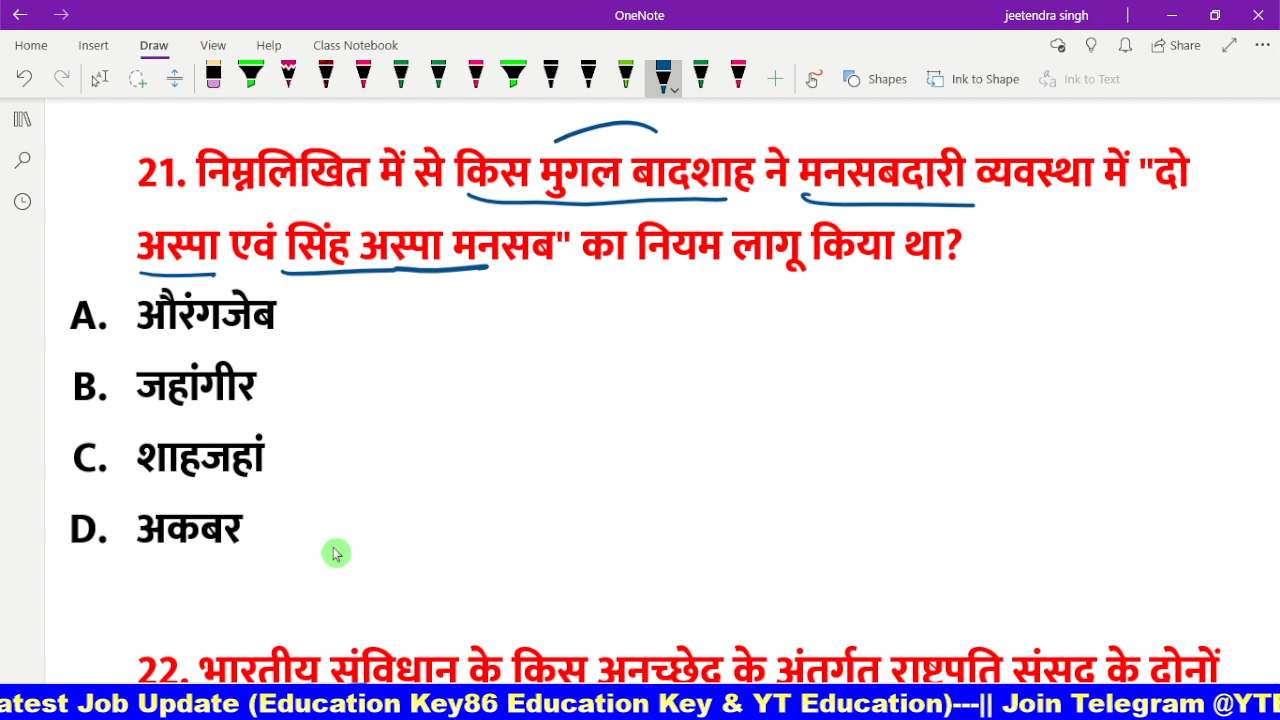 OneNote
jeetendra singh
Home Insert Draw View Help Class Notebook
Share
Shapes Ink to Shape Ink to Text
21. निम्नलिखित में से किस मुगल बादशाह ने मनसबदारी व्यवस्था में "दो
अस्पा एवं सिंह अस्पा मनसब" का नियम लागू किया था?
A. औरंगजेब
B. जहांगीर
C. शाहजहां
D. अकबर
22. भारतीय संविधान के किस अनुच्छेद के अंतर्गत राष्ट्रपति संसद के दोनों
atest Job Update (Education Key86 Education Key & YT Education)---|| Join Telegram @YTE